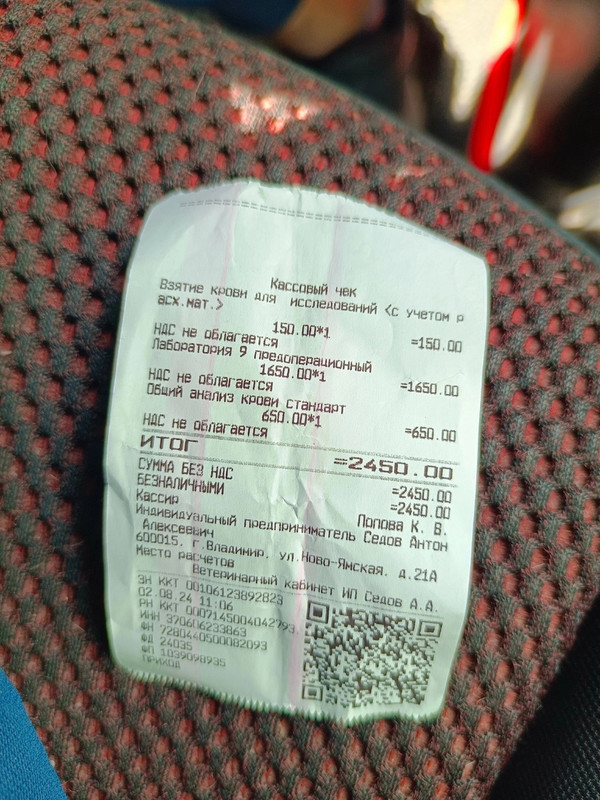 Кассовый чек
Взятие крови для исследований <с учетом р
асх.мат.>
150.00*1
НДС не облагается =150.00
Лаборатория 9 предоперационный
1650.00*1
НДС не облагается =1650.00
Общий анализ крови стандарт
650.00*1
НДС не облагается =650.00
ИТОГ =2450.00
СУММА БЕЗ НДС =2450.00
БЕЗНАЛИЧНЫМИ =2450.00
Кассир Попова К. В.
Индивидуальный предприниматель Седов Антон
Алексеевич
600015, г.Владимир, ул.Ново-Ямская, д.21А
Место расчетов
Ветеринарный кабинет ИП Седов А.А.
ЗН ККТ 00106123892823
02.08.24 11:06
РН ККТ 0007145004042793
ИНН 370616233863
ФН 7280440500082093
ФД 24035
ФП 1039098935
ПРИХОД